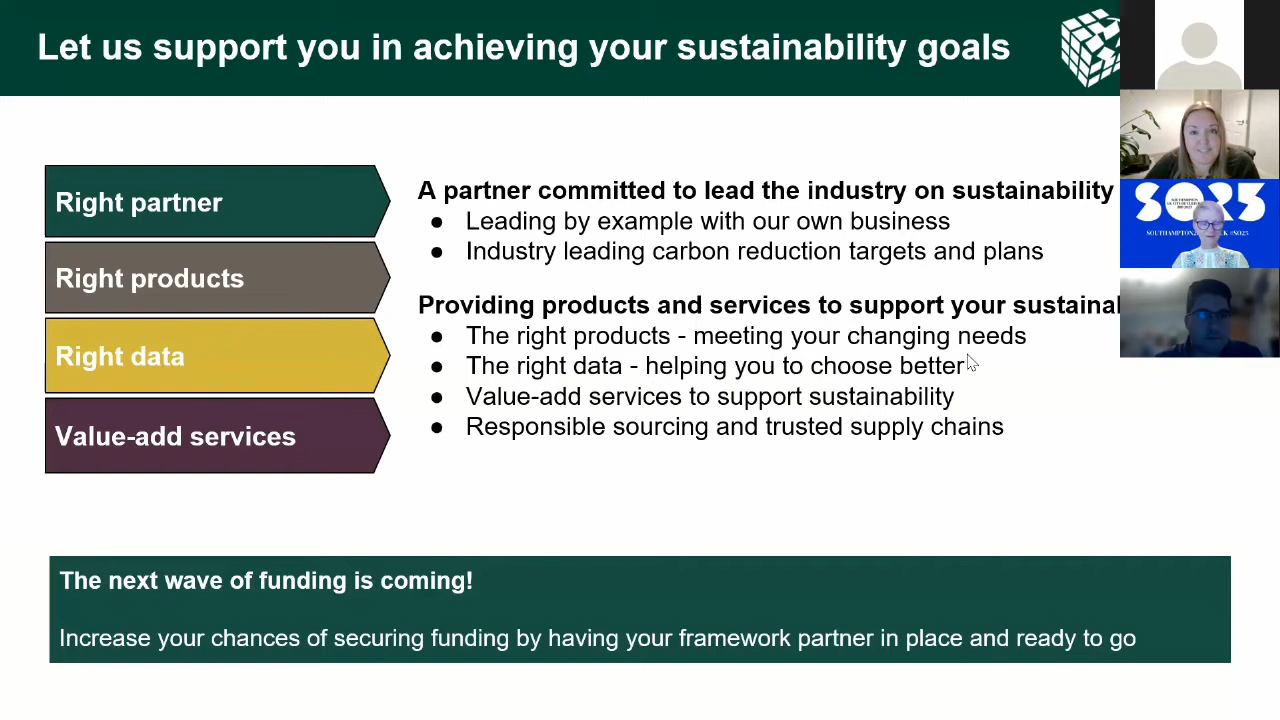 Let us support you in achieving your sustainability goals
Right partner
Right products
Right data
Value-add services
A partner committed to lead the industry on sustainability
● Leading by example with our own business
● Industry leading carbon reduction targets and plans
Providing products and services to support your
● The right products - meeting your changing needs
● The right data - helping you to choose better
● Value-add services to support sustainability
● Responsible sourcing and trusted supply chains
The next wave of funding is coming!
Increase your chances of securing funding by having your framework partner in place and ready to go
SO25